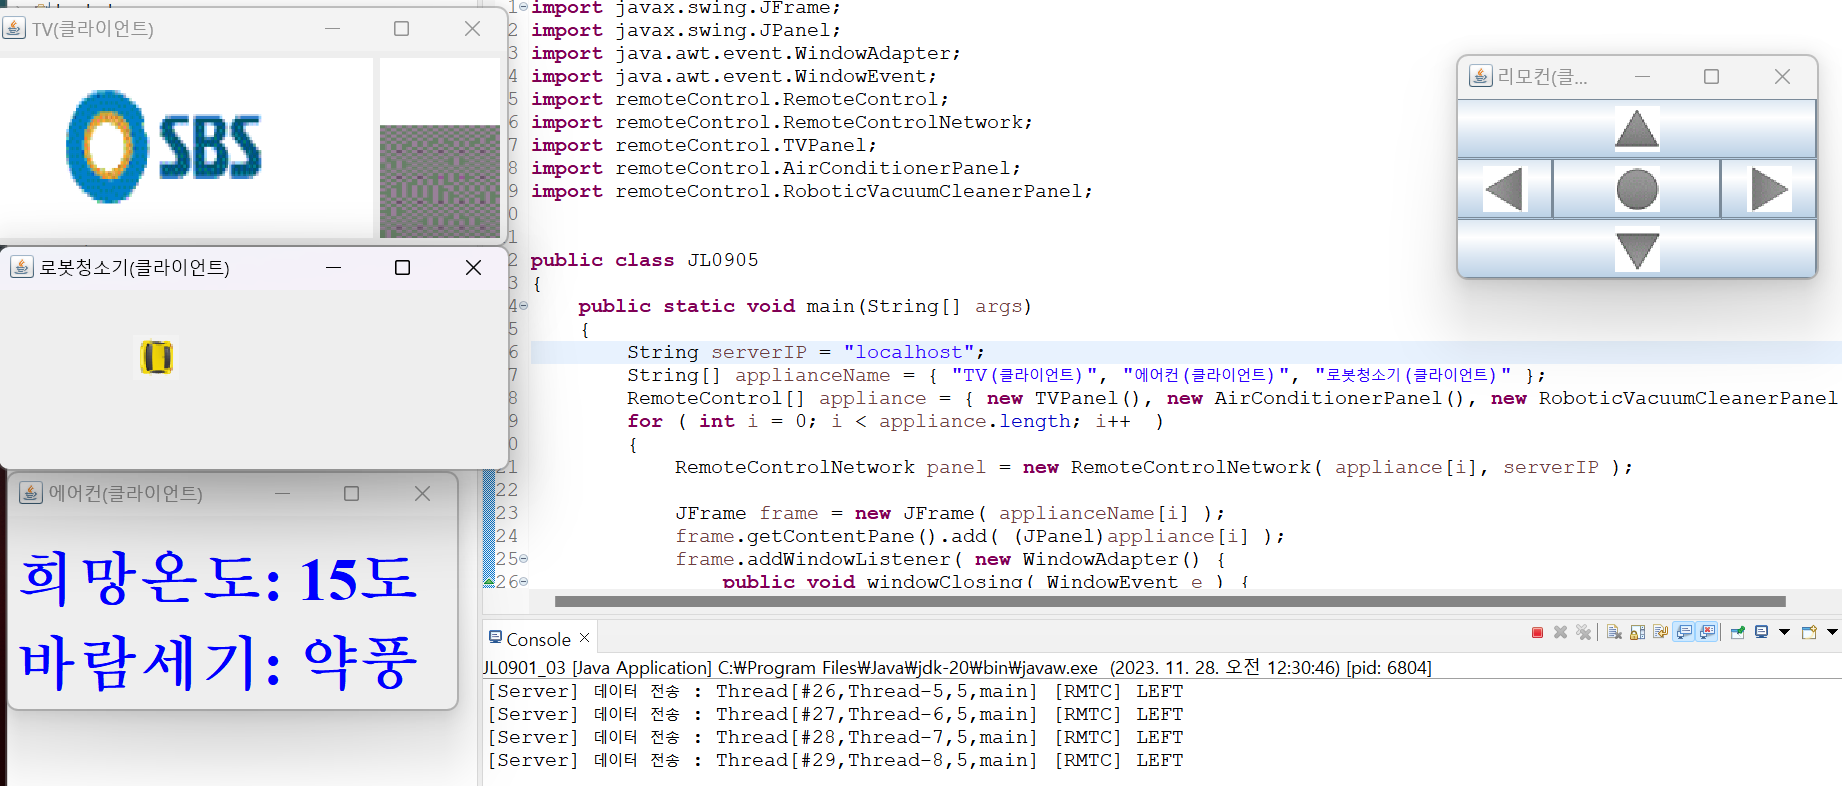 TV(클라이언트)
SBS
로봇청소기(클라이언트)
에어컨(클라이언트)
희망온도: 15도
바람세기: 약풍
1 import javax.swing.JFrame;
2 import javax.swing.JPanel;
3 import java.awt.event.WindowAdapter;
4 import java.awt.event.WindowEvent;
5 import remoteControl.RemoteControl;
6 import remoteControl.RemoteControlNetwork;
7 import remoteControl.TVPanel;
8 import remoteControl.AirConditionerPanel;
9 import remoteControl.RoboticVacuumCleanerPanel;
0
1
2 public class JL0905
3 {
4 public static void main(String[] args)
5 {
6 String serverIP = "localhost";
7 String[] applianceName = { "TV(클라이언트)", "에어컨(클라이언트)", "로봇청소기(클라이언트)" };
8 RemoteControl[] appliance = { new TVPanel(), new AirConditionerPanel(), new RoboticVacuumCleanerPanel
9 for ( int i = 0; i < appliance.length; i++ )
0 {
21 RemoteControlNetwork panel = new RemoteControlNetwork( appliance[i], serverIP );
22
23 JFrame frame = new JFrame( applianceName[i] );
24 frame.getContentPane().add( (JPanel)appliance[i] );
25 frame.addWindowListener( new WindowAdapter() {
26 public void windowClosing( WindowEvent e ) {
리모컨(클...
Console
JL0901_03 [Java Application] C:₩Program Files₩Java₩jdk-20₩bin₩javaw.exe (2023. 11. 28. 오전 12:30:46) [pid: 6804]
[Server] 데이터 전송 : Thread[#26,Thread-5,5,main] [RMTC] LEFT
[Server] 데이터 전송 : Thread[#27,Thread-6,5,main] [RMTC] LEFT
[Server] 데이터 전송 : Thread[#28,Thread-7,5,main] [RMTC] LEFT
[Server] 데이터 전송 : Thread[#29,Thread-8,5,main] [RMTC] LEFT